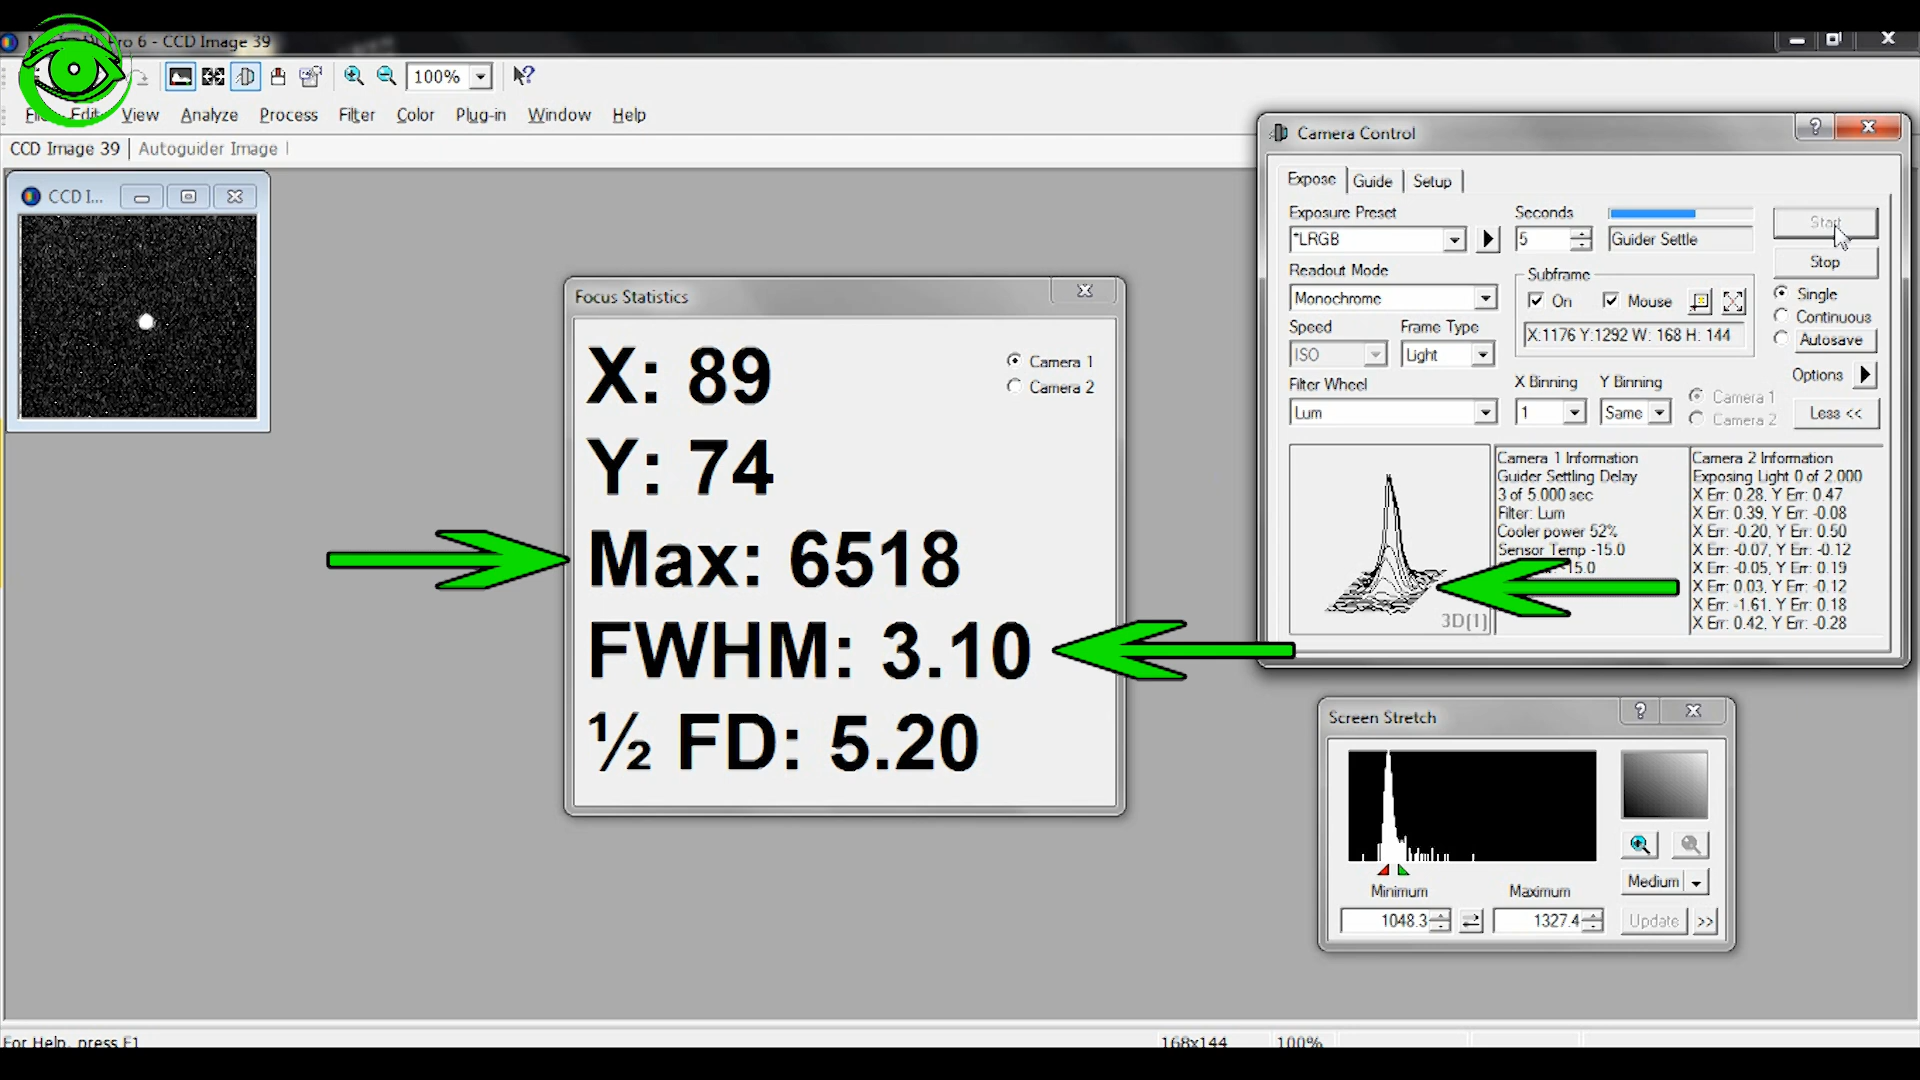 Pro 6 - CCD Image 39
100%
File Edit View Analyze Process Filter Color Plug-in Window Help
CCD Image 39 Autoguider Image
CCD I...
Focus Statistics
X: 89
Y: 74
Max: 6518
FWHM: 3.10
½ FD: 5.20
Camera 1
Camera 2
Camera Control
Expose Guide Setup
Exposure Preset
*LRGB
Seconds
5
Guider Settle
Start
Stop
Readout Mode
Monochrome
Subframe
On Mouse
X:1176 Y:1292 W: 168 H: 144
Single
Continuous
Autosave
Speed
ISO
Frame Type
Light
Options
Filter Wheel
Lum
X Binning
1
Y Binning
Same
Camera 1
Camera 2
Less <<
3D(1)
Camera 1 Information
Guider Settling Delay
3 of 5.000 sec
Filter: Lum
Cooler power 52%
Sensor Temp -15.0
-15.0
Camera 2 Information
Exposing Light 0 of 2.000
X Err: 0.28, Y Err: 0.47
X Err: 0.39, Y Err: -0.08
X Err: -0.20, Y Err: 0.50
X Err: -0.07, Y Err: -0.12
X Err: -0.05, Y Err: 0.19
X Err: 0.03, Y Err: -0.12
X Err: -1.61, Y Err: 0.18
X Err: 0.42, Y Err: -0.28
Screen Stretch
Minimum
1048.3
Maximum
1327.4
Medium
Update >>
For Help, press F1
168x144
100%